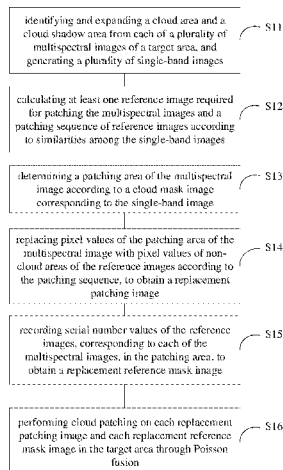 identifying and expanding a cloud area and
a cloud shadow area from each of a plurality
of multispectral images of a target area, and
generating a plurality of single-band images
S11
calculating at least one reference image required
for patching the multispectral images and a
patching sequence of reference images according
to similarities among the single-band images
S12
determining a patching area of the multispectral
image according to a cloud mask image
corresponding to the single-band image
S13
replacing pixel values of the patching area of the
multispectral image with pixel values of non-
cloud areas of the reference images according to
the patching sequence, to obtain a replacement
patching image
S14
recording serial number values of the reference
images, corresponding to each of the
multispectral images, in the patching area, to
obtain a replacement reference mask image
S15
performing cloud patching on each replacement
patching image and each replacement reference
mask image in the target area through Poisson
fusion
S16